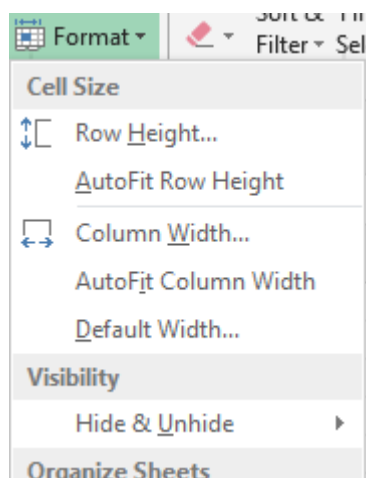 Format
Sort &
Filter Sel
Cell Size
Row Height...
AutoFit Row Height
Column Width...
AutoFit Column Width
Default Width...
Visibility
Hide & Unhide
Organize Sheets